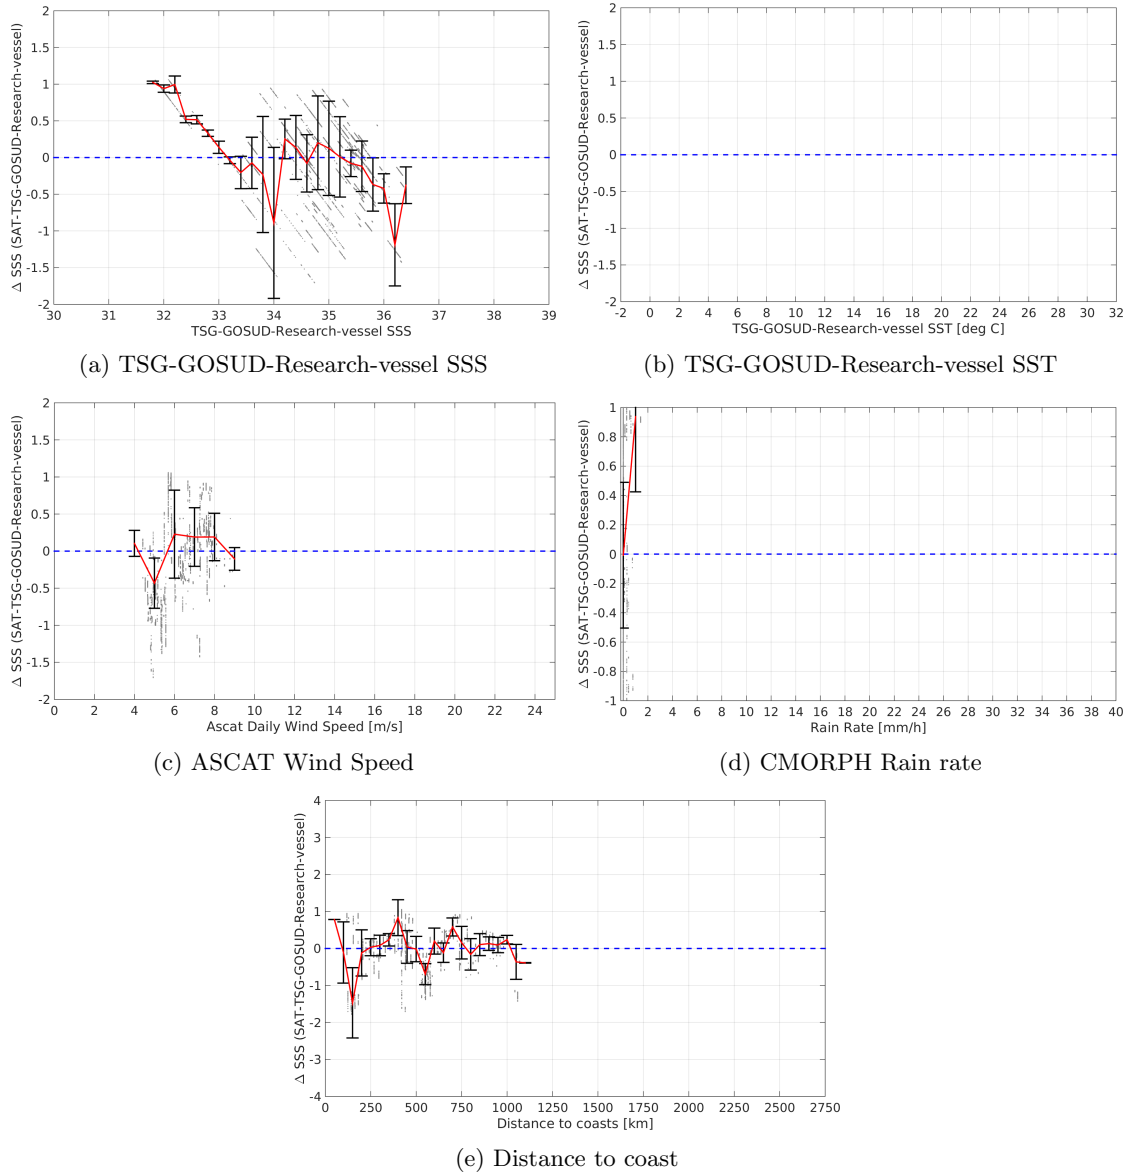 Δ SSS (SAT-TSG-GOSUD-Research-vessel)
2
1.5
1
0.5
0
-0.5
-1
-1.5
-2
30 31 32 33 34 35 36 37 38 39
TSG-GOSUD-Research-vessel SSS
(a) TSG-GOSUD-Research-vessel SSS
Δ SSS (SAT-TSG-GOSUD-Research-vessel)
2
1.5
1
0.5
0
-0.5
-1
-1.5
-2
-2 0 2 4 6 8 10 12 14 16 18 20 22 24 26 28 30 32
TSG-GOSUD-Research-vessel SST [deg C]
(b) TSG-GOSUD-Research-vessel SST
Δ SSS (SAT-TSG-GOSUD-Research-vessel)
2
1.5
1
0.5
0
-0.5
-1
-1.5
-2
0 2 4 6 8 10 12 14 16 18 20 22 24
Ascat Daily Wind Speed [m/s]
(c) ASCAT Wind Speed
Δ SSS (SAT-TSG-GOSUD-Research-vessel)
1
0.8
0.6
0.4
0.2
0
-0.2
-0.4
-0.6
-0.8
-1
0 2 4 6 8 10 12 14 16 18 20 22 24 26 28 30 32 34 36 38 40
Rain Rate [mm/h]
(d) CMORPH Rain rate
Δ SSS (SAT-TSG-GOSUD-Research-vessel)
4
3
2
1
0
-1
-2
-3
-4
0 250 500 750 1000 1250 1500 1750 2000 2250 2500 2750
Distance to coasts [km]
(e) Distance to coast